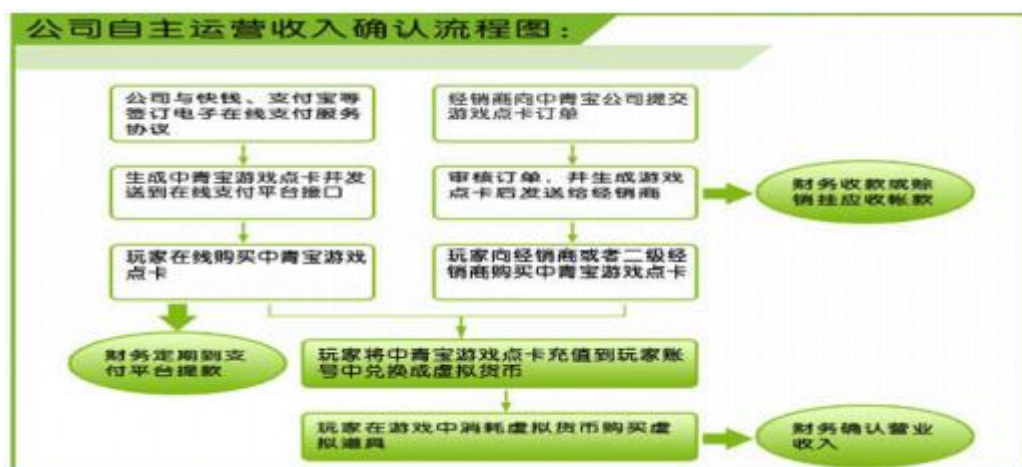 公司自主运营收入确认流程图：
公司与快钱、支付宝等
签订电子在线支付服务
协议
经销商向中青宝公司提交
游戏点卡订单
生成中青宝游戏点卡并发
送到在线支付平台接口
审核订单，并生成游戏
点卡后发送给经销商
财务收款或赊
销挂应收帐款
玩家在线购买中青宝游戏
点卡
玩家向经销商或者二级经
销商购买中青宝游戏点卡
财务定期到支
付平台提款
玩家将中青宝游戏点卡充值到玩家账
号中兑换成虚拟货币
玩家在游戏中消耗虚拟货币购买虚
拟道具
财务确认营业
收入